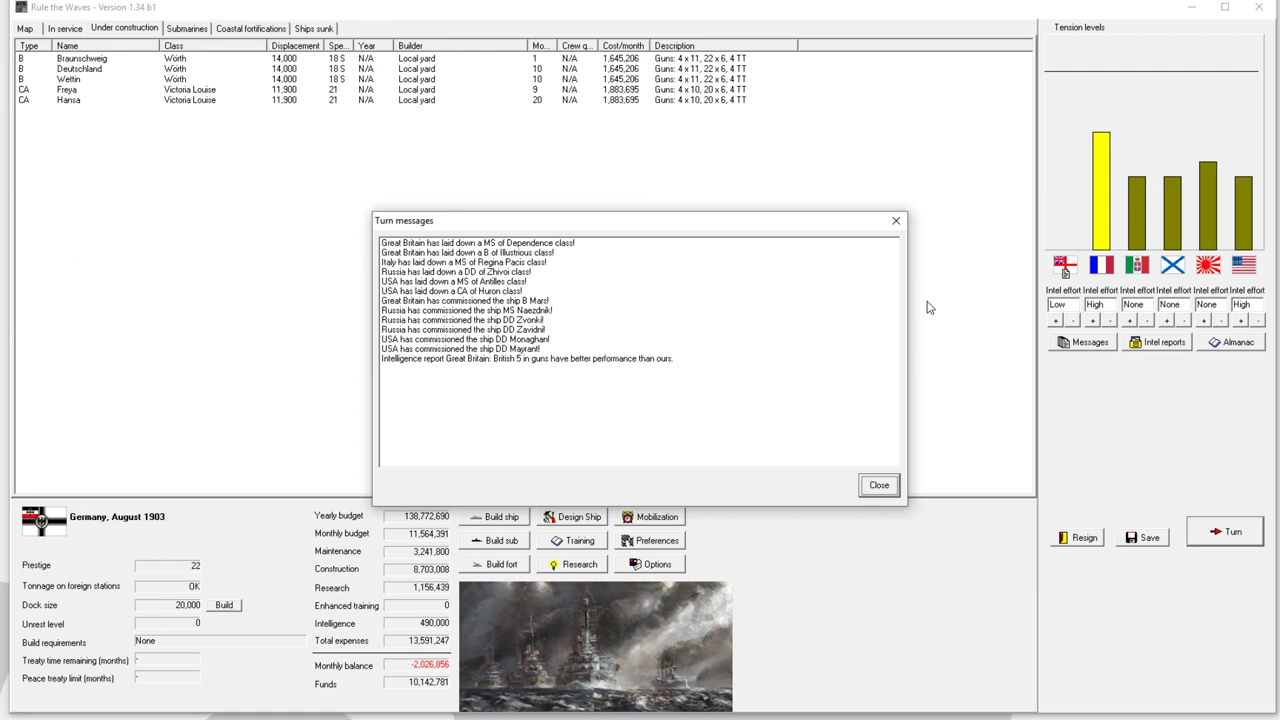 Rule the Waves - Version 1.34 b1
Map In service Under construction Submarines Coastal fortifications Ships sunk
Type Name Class Displacement Spe... Year Builder Mo... Crew q... Cost/month Description
B Braunschweig Wörth 14,000 18 S N/A Local yard 1 N/A 1,645,206 Guns: 4 x 11, 22 x 6, 4 TT
B Deutschland Wörth 14,000 18 S N/A Local yard 10 N/A 1,645,206 Guns: 4 x 11, 22 x 6, 4 TT
B Wettin Wörth 14,000 18 S N/A Local yard 10 N/A 1,645,206 Guns: 4 x 11, 22 x 6, 4 TT
CA Freya Victoria Louise 11,900 21 N/A Local yard 9 N/A 1,883,695 Guns: 4 x 10, 20 x 6, 4 TT
CA Hansa Victoria Louise 11,900 21 N/A Local yard 20 N/A 1,883,695 Guns: 4 x 10, 20 x 6, 4 TT
Tension levels
Intel effort Intel effort Intel effort Intel effort Intel effort Intel effort
Low High None None None High
+ - + - + - + - + - + -
Messages Intel reports Almanac
Turn messages
Great Britain has laid down a MS of Dependence class!
Great Britain has laid down a B of Illustrious class!
Italy has laid down a MS of Regina Pacis class!
Russia has laid down a DD of Zhivoi class!
USA has laid down a MS of Antilles class!
USA has laid down a CA of Huron class!
Great Britain has commissioned the ship B Mars!
Russia has commissioned the ship MS Naezdnik!
Russia has commissioned the ship DD Zvonki!
Russia has commissioned the ship DD Zavidni!
USA has commissioned the ship DD Monaghan!
USA has commissioned the ship DD Mayrant!
Intelligence report Great Britain: British 5 in guns have better performance than ours.
Close
Germany, August 1903
Prestige 22
Tonnage on foreign stations OK
Dock size 20,000 Build
Unrest level 0
Build requirements None
Treaty time remaining (months) -
Peace treaty limit (months) -
Yearly budget 138,772,690
Monthly budget 11,564,391
Maintenance 3,241,800
Construction 8,703,008
Research 1,156,439
Enhanced training 0
Intelligence 490,000
Total expenses 13,591,247
Monthly balance -2,026,856
Funds 10,142,781
Build ship Design Ship Mobilization
Build sub Training Preferences
Build fort Research Options
Resign Save Turn